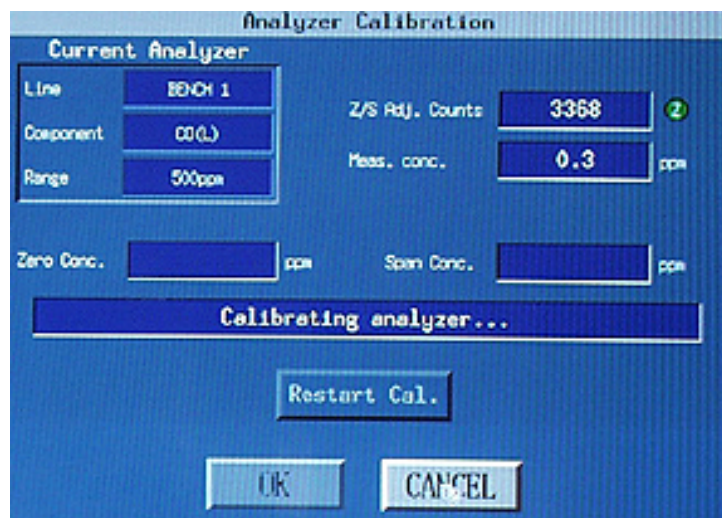 Analyzer Calibration
Current Analyzer
Line BENCH 1
Component CO(L)
Range 500ppm
Z/S Adj. Counts 3368 Z
Meas. conc. 0.3 ppm
Zero Conc. ppm
Span Conc. ppm
Calibrating analyzer...
Restart Cal.
OK
CANCEL